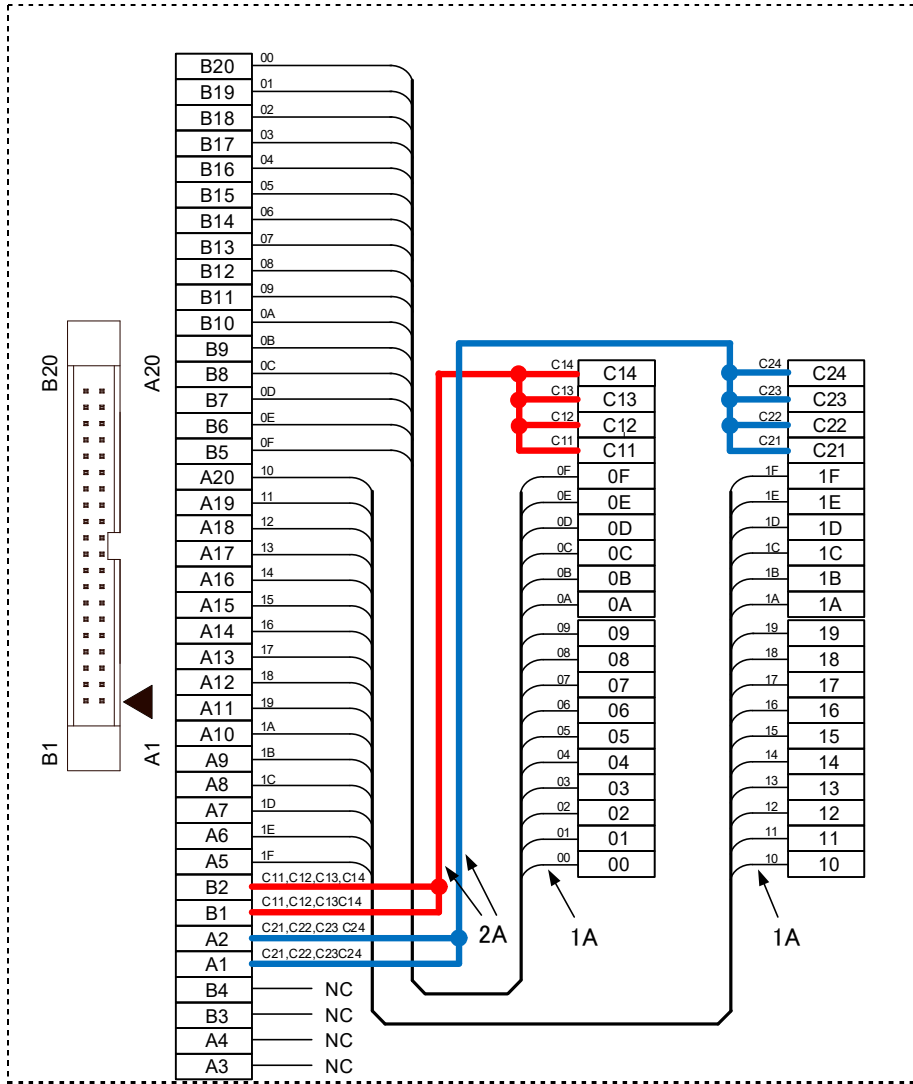 B20 00
B19 01
B18 02
B17 03
B16 04
B15 05
B14 06
B13 07
B12 08
B11 09
B10 0A
B9 0B
B8 0C
B7 0D
B6 0E
B5 0F
A20 10
A19 11
A18 12
A17 13
A16 14
A15 15
A14 16
A13 17
A12 18
A11 19
A10 1A
A9 1B
A8 1C
A7 1D
A6 1E
A5 1F
B2 C11,C12,C13,C14
B1 C11,C12,C13C14
A2 C21,C22,C23 C24
A1 C21,C22,C23C24
B4 NC
B3 NC
A4 NC
A3 NC
B20
A20
B1
A1
C14 C14
C13 C13
C12 C12
C11 C11
0F 0F
0E 0E
0D 0D
0C 0C
0B 0B
0A 0A
09 09
08 08
07 07
06 06
05 05
04 04
03 03
02 02
01 01
00 00
C24 C24
C23 C23
C22 C22
C21 C21
1F 1F
1E 1E
1D 1D
1C 1C
1B 1B
1A 1A
19 19
18 18
17 17
16 16
15 15
14 14
13 13
12 12
11 11
10 10
2A
1A
1A